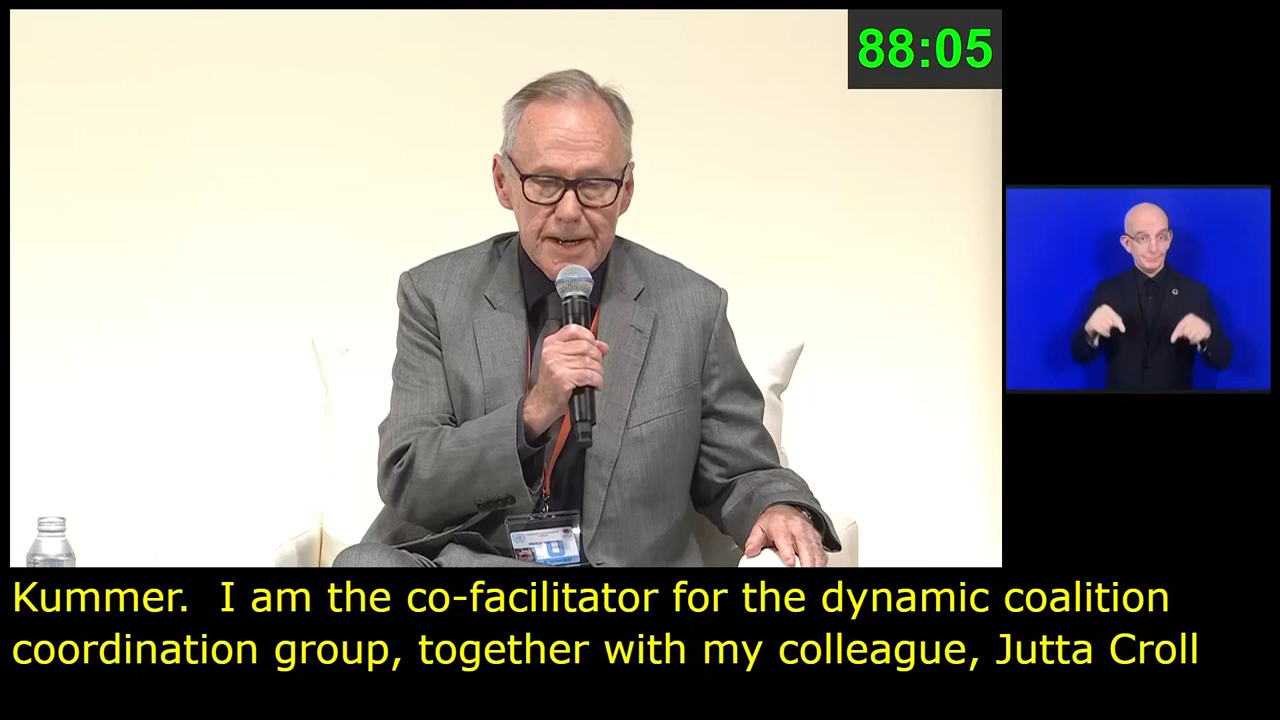 88:05
Kummer.  I am the co-facilitator for the dynamic coalition
coordination group, together with my colleague, Jutta Croll